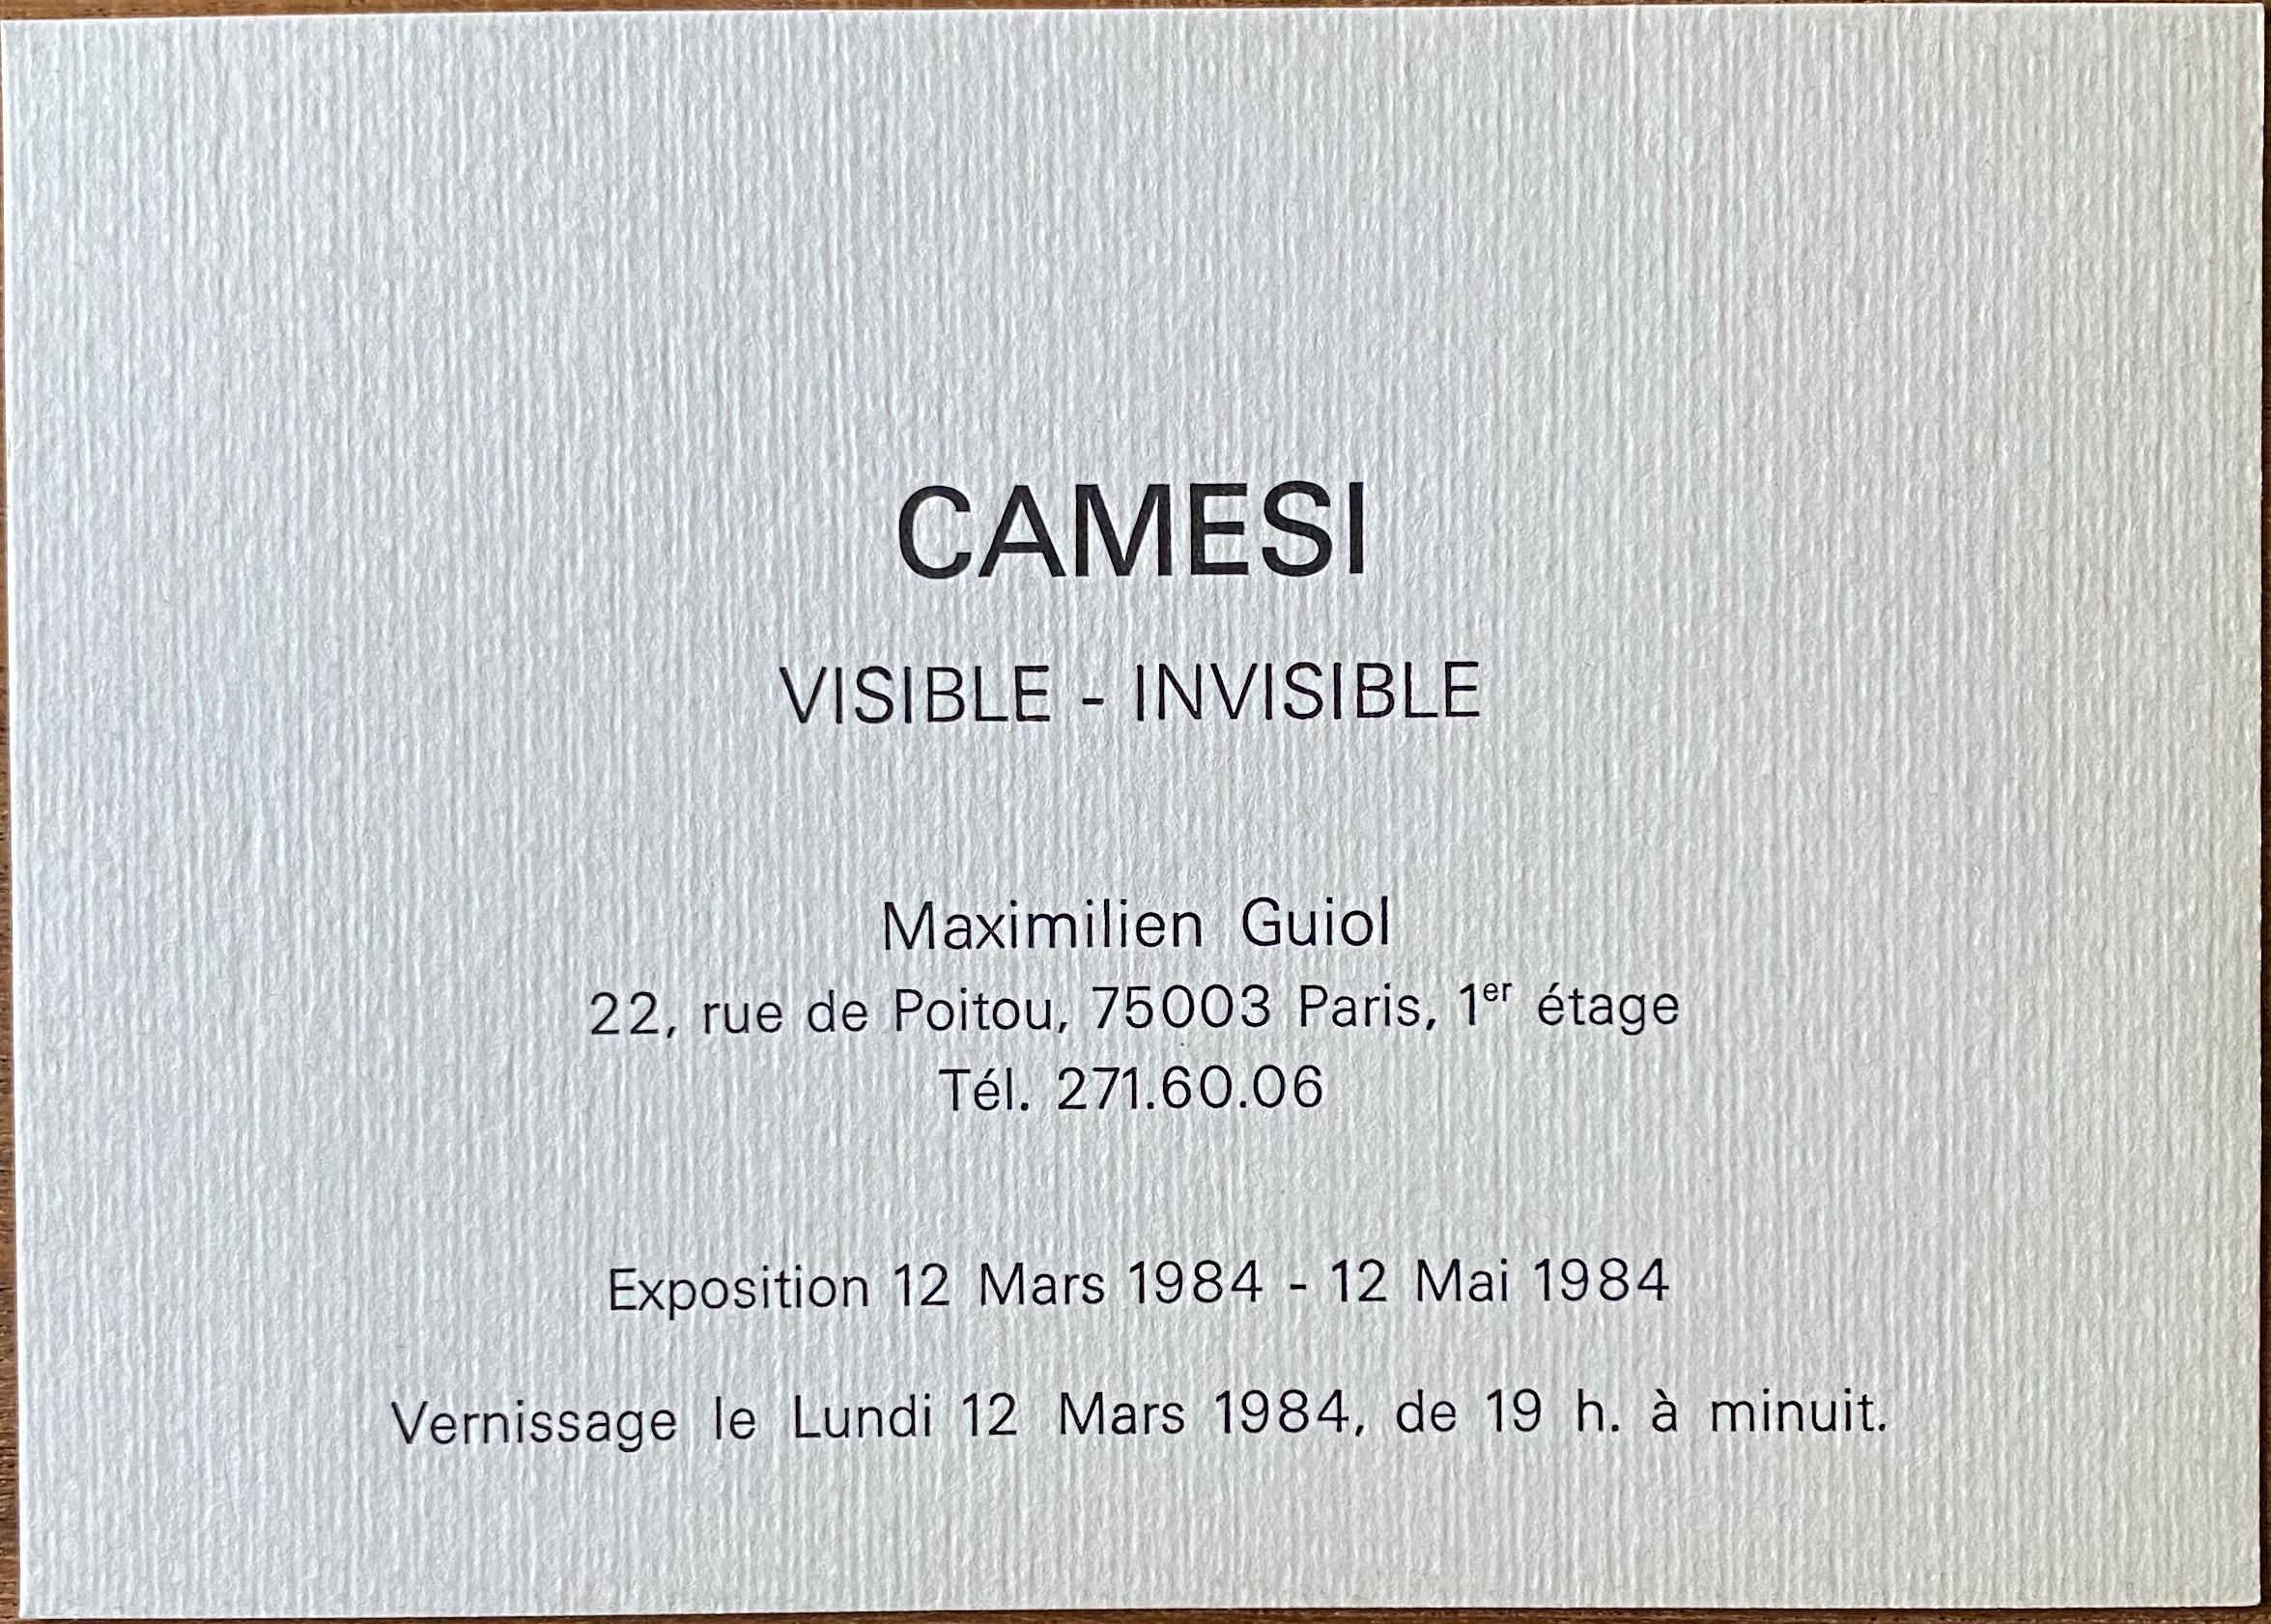 CAMESI
VISIBLE - INVISIBLE
Maximilien Guiol
22, rue de Poitou, 75003 Paris, 1er étage
Tél. 271.60.06
Exposition 12 Mars 1984 - 12 Mai 1984
Vernissage le Lundi 12 Mars 1984, de 19 h. à minuit.